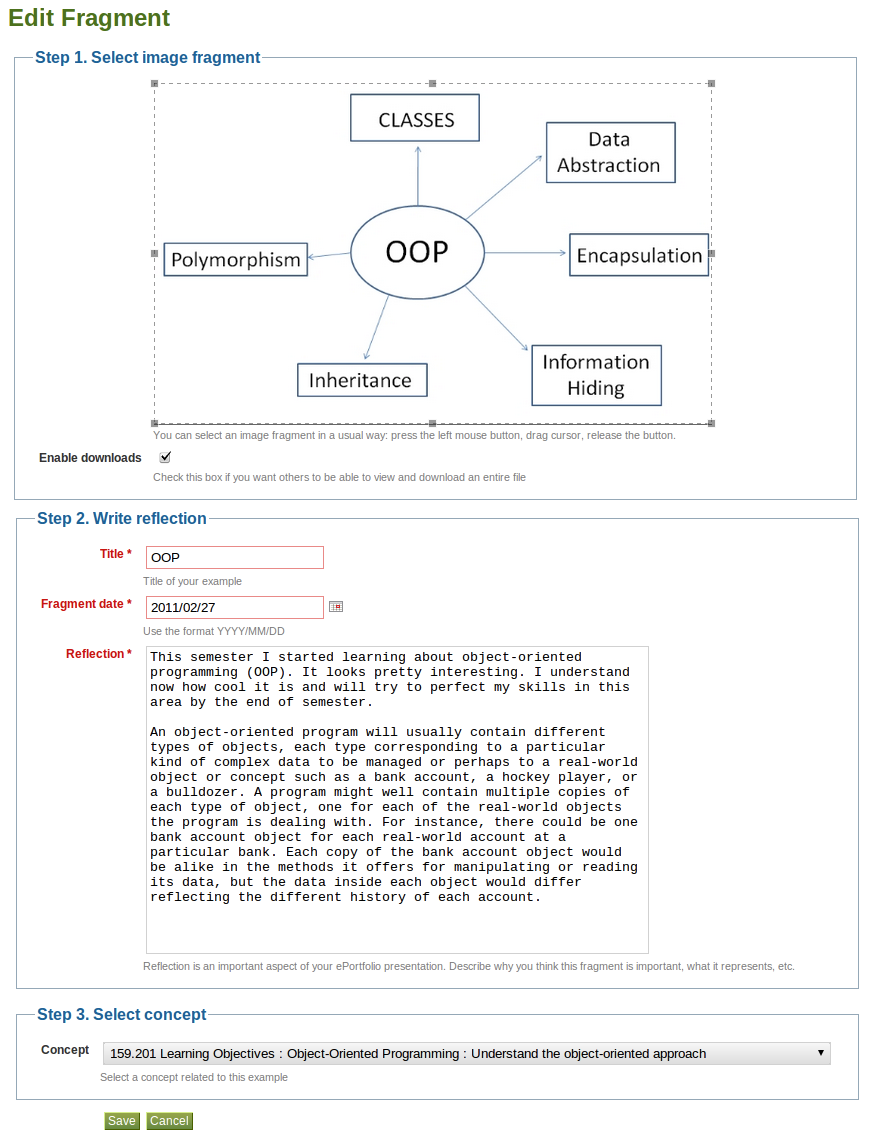 Edit Fragment
Step 1. Select image fragment
CLASSES
Data
Abstraction
OOP
Encapsulation
Polymorphism
Information
Hiding
Inheritance
You can select an image fragment in a usual way: press the left mouse button, drag cursor, release the button.
Enable downloads
Check this box if you want others to be able to view and download an entire file
Step 2. Write reflection
Title * OOP
Title of your example
Fragment date * 2011/02/27
Use the format YYYY/MM/DD
Reflection * This semester I started learning about object-oriented
programming (OOP). It looks pretty interesting. I understand
now how cool it is and will try to perfect my skills in this
area by the end of semester.
An object-oriented program will usually contain different
types of objects, each type corresponding to a particular
kind of complex data to be managed or perhaps to a real-world
object or concept such as a bank account, a hockey player, or
a bulldozer. A program might well contain multiple copies of
each type of object, one for each of the real-world objects
the program is dealing with. For instance, there could be one
bank account object for each real-world account at a
particular bank. Each copy of the bank account object would
be alike in the methods it offers for manipulating or reading
its data, but the data inside each object would differ
reflecting the different history of each account.
Reflection is an important aspect of your ePortfolio presentation. Describe why you think this fragment is important, what it represents, etc.
Step 3. Select concept
Concept 159.201 Learning Objectives : Object-Oriented Programming : Understand the object-oriented approach
Select a concept related to this example
Save Cancel